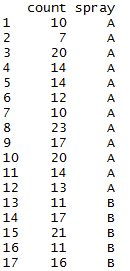 count spray
1 10 A
2 7 A
3 20 A
4 14 A
5 14 A
6 12 A
7 10 A
8 23 A
9 17 A
10 20 A
11 14 A
12 13 A
13 11 B
14 17 B
15 21 B
16 11 B
17 16 B